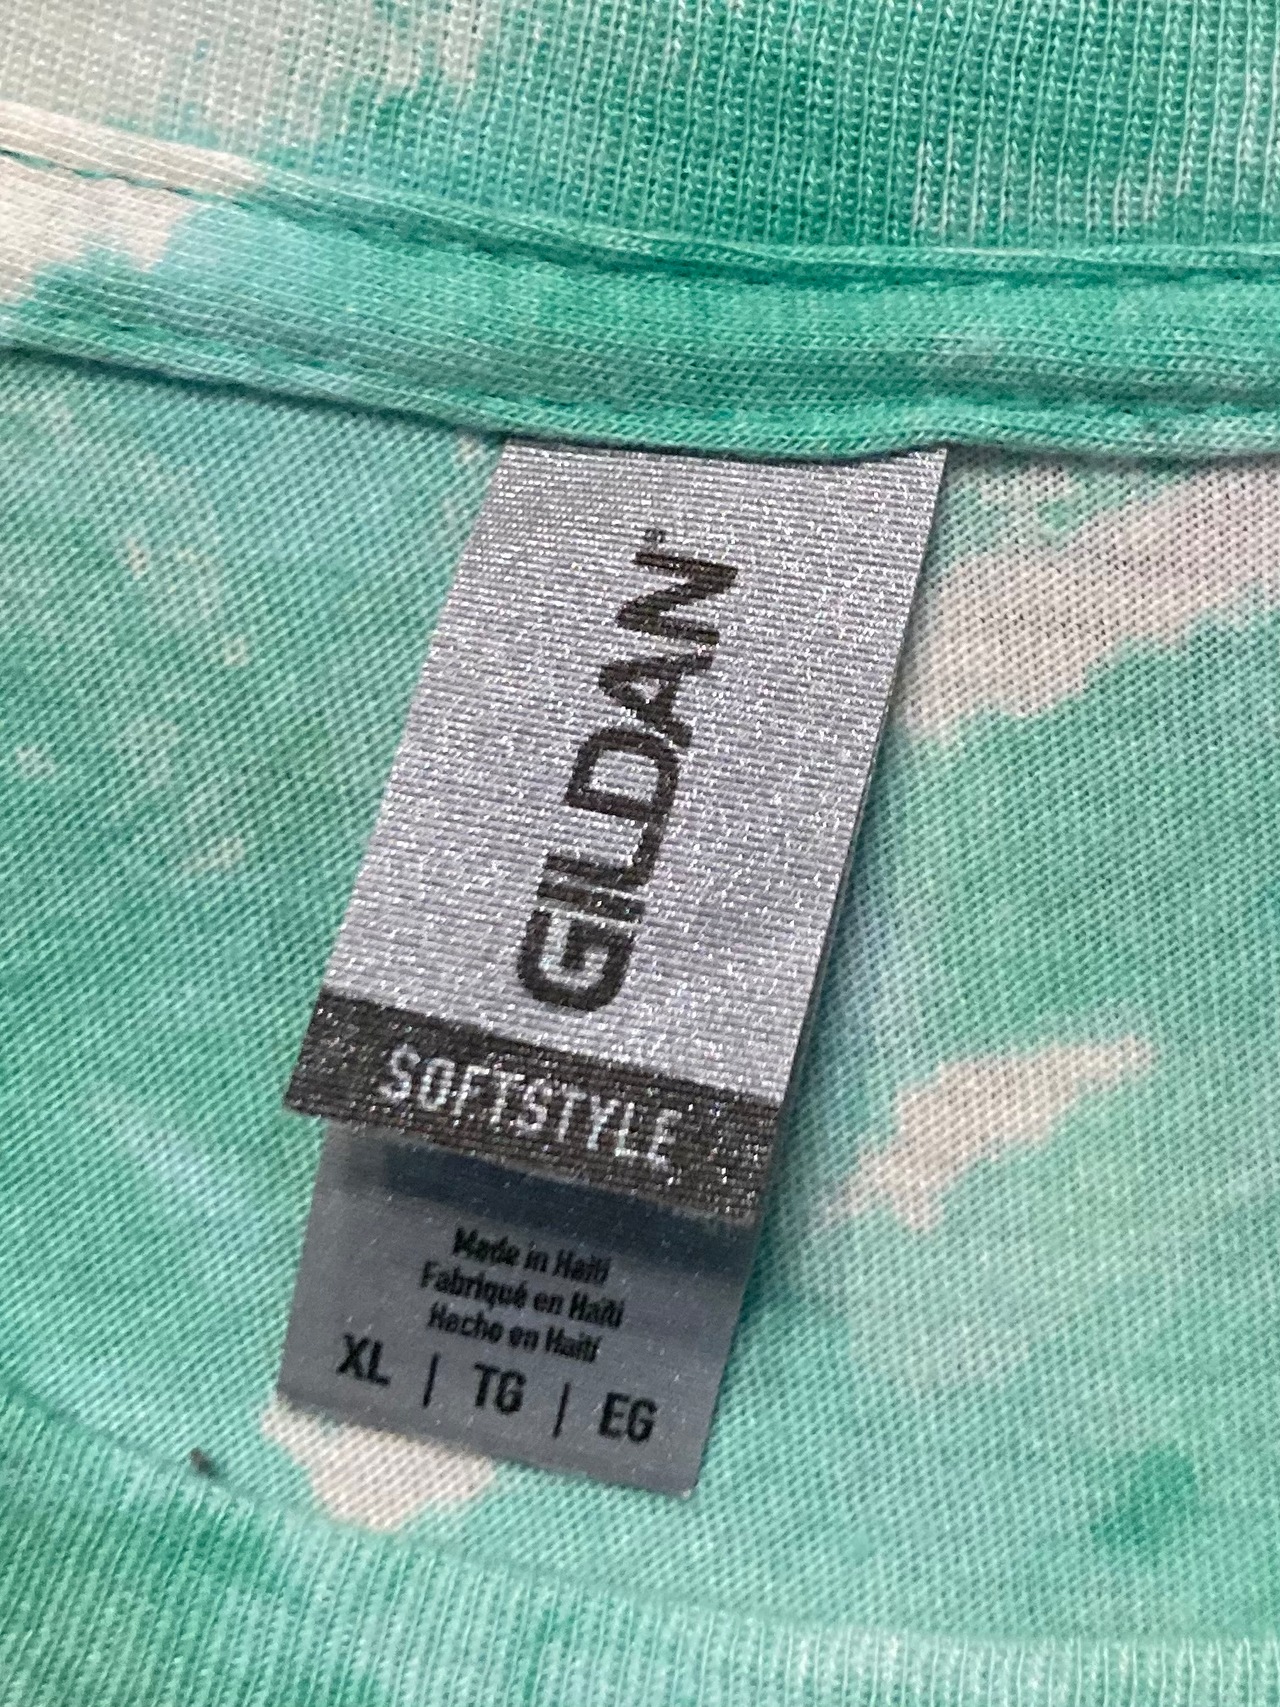 GILDAN®
SOFTSTYLE
Made in Haiti
Fabriqué en Haïti
Hecho en Haití
XL | TG | EG